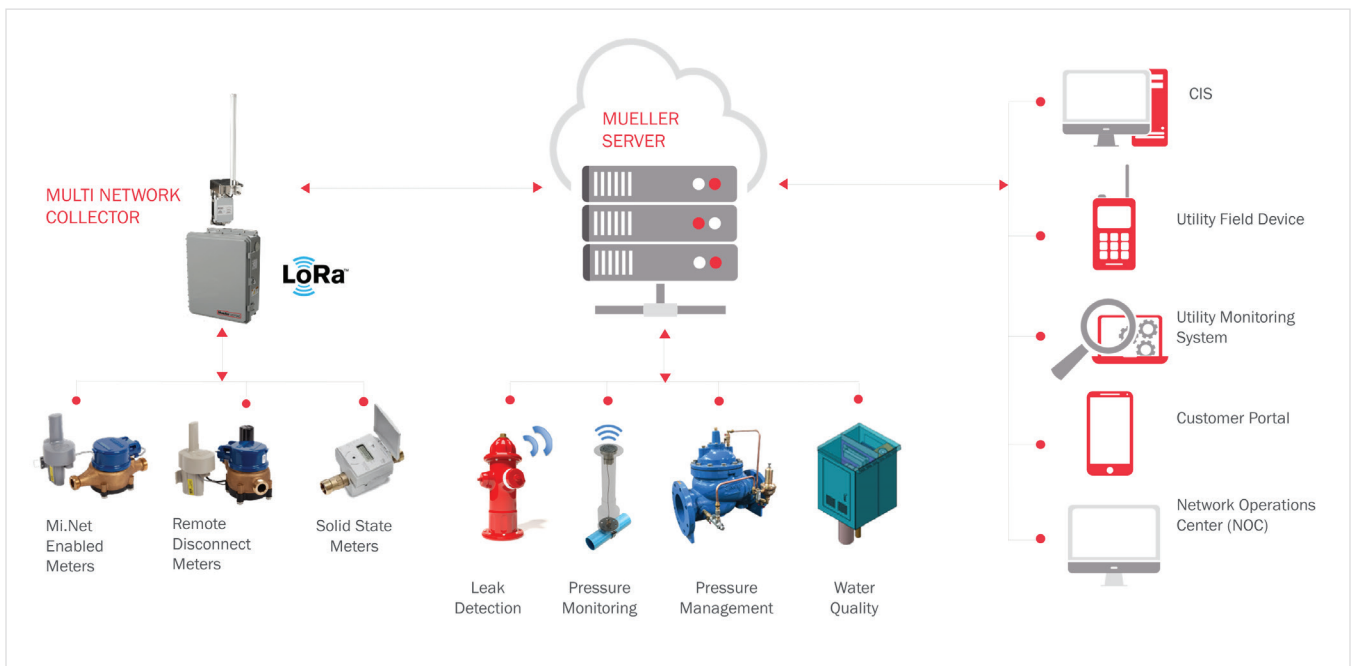 MUELLER
SERVER
MULTI NETWORK
COLLECTOR
LoRa™
CIS
Utility Field Device
Utility Monitoring
System
Customer Portal
Network Operations
Center (NOC)
Mi.Net
Enabled
Meters
Remote
Disconnect
Meters
Solid State
Meters
Leak
Detection
Pressure
Monitoring
Pressure
Management
Water
Quality